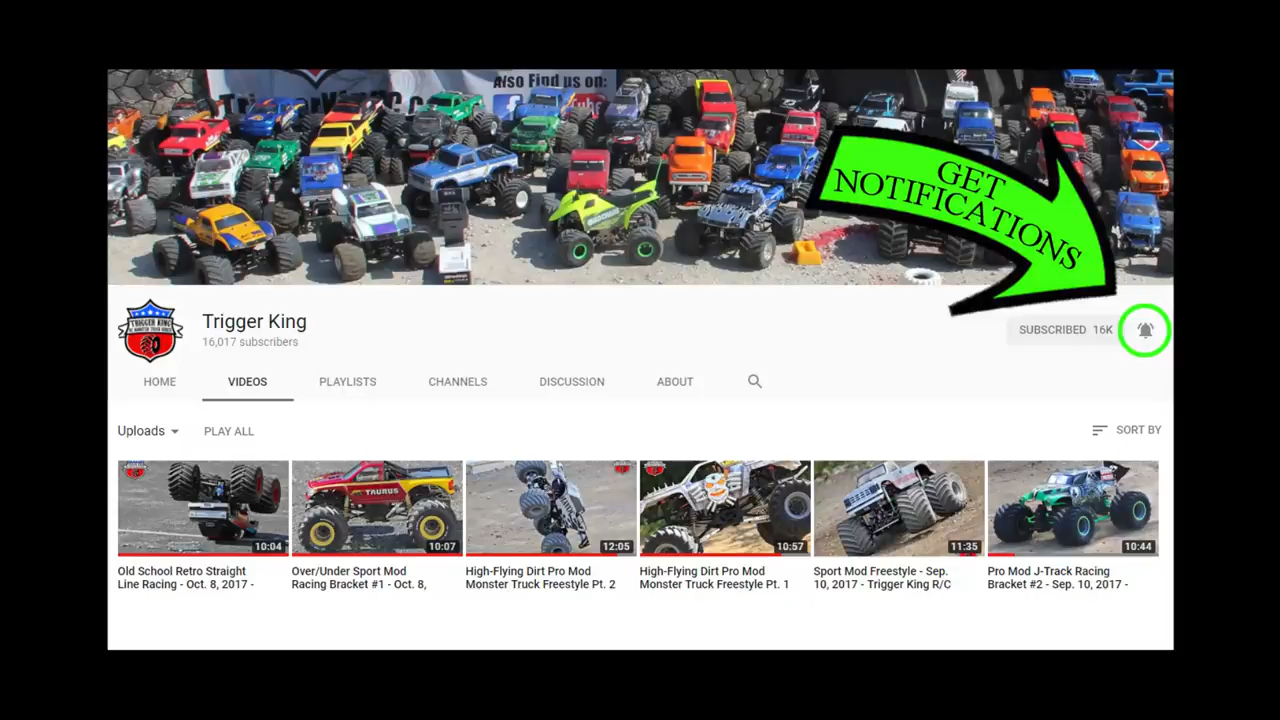 Also Find us on:
GET
NOTIFICATIONS
TRIGGER KING
Trigger King
16,017 subscribers
SUBSCRIBED 16K
HOME VIDEOS PLAYLISTS CHANNELS DISCUSSION ABOUT
Uploads PLAY ALL SORT BY
TAURUS
10:04 10:07 12:05 10:57 11:35 10:44
Old School Retro Straight
Line Racing - Oct. 8, 2017 -
Over/Under Sport Mod
Racing Bracket #1 - Oct. 8,
High-Flying Dirt Pro Mod
Monster Truck Freestyle Pt. 2
High-Flying Dirt Pro Mod
Monster Truck Freestyle Pt. 1
Sport Mod Freestyle - Sep.
10, 2017 - Trigger King R/C
Pro Mod J-Track Racing
Bracket #2 - Sep. 10, 2017 -